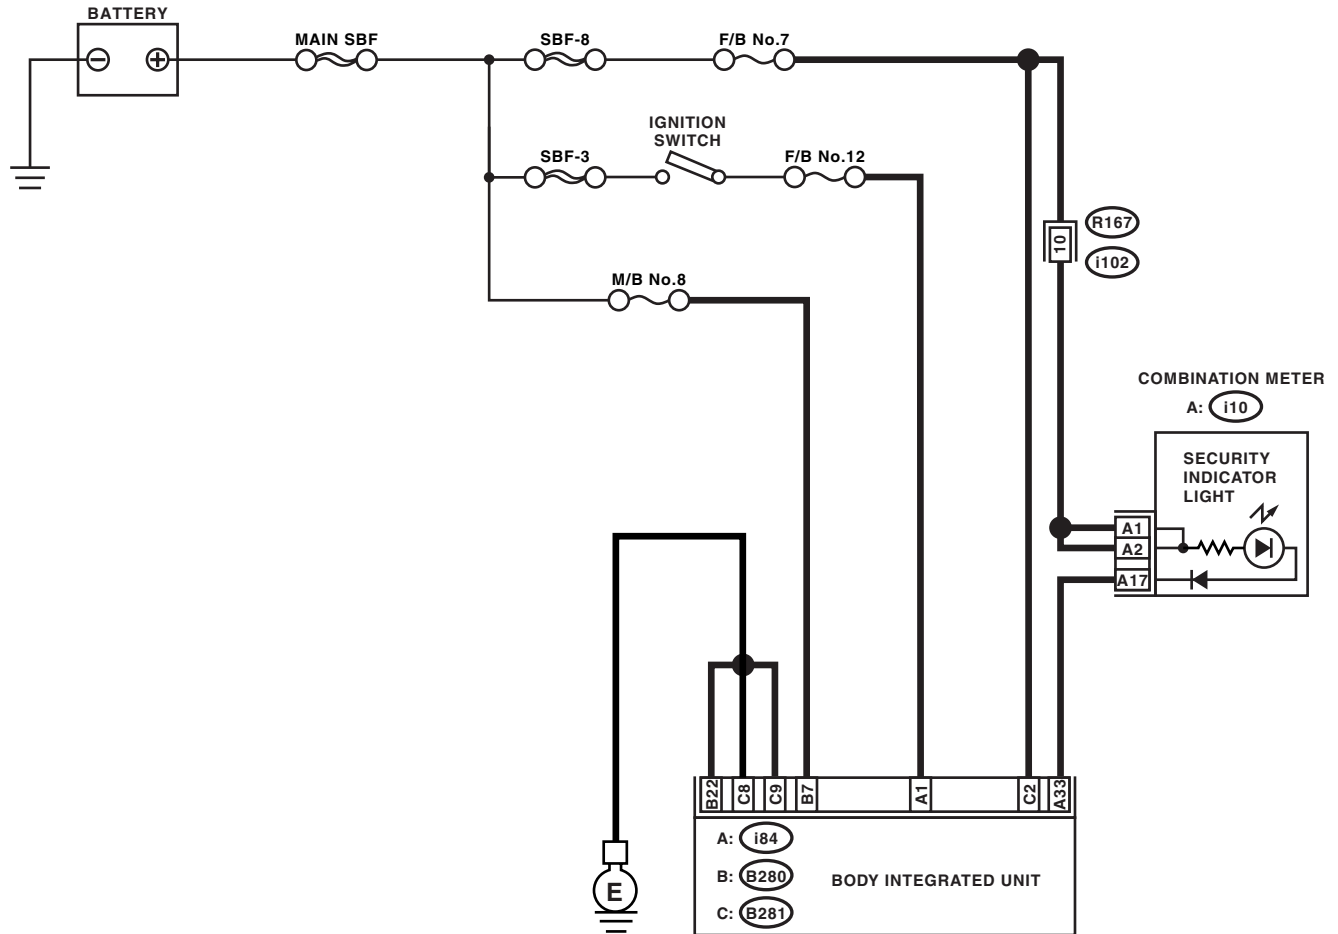 BATTERY
MAIN SBF
SBF-8
F/B No.7
IGNITION
SWITCH
SBF-3
F/B No.12
R167
10
i102
M/B No.8
COMBINATION METER
A: i10
SECURITY
INDICATOR
LIGHT
A1
A2
A17
B22
C8
C9
B7
A1
C2
A33
A: i84
B: B280
BODY INTEGRATED UNIT
C: B281
E